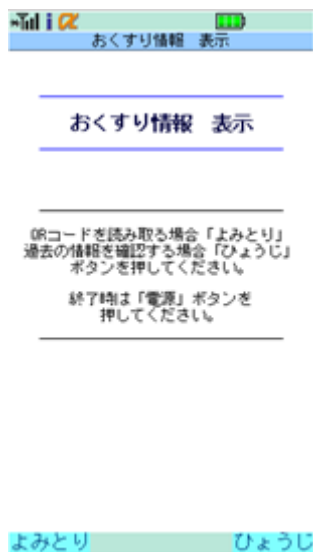 おくすり情報 表示
おくすり情報 表示
QRコードを読み取る場合「よみとり」
過去の情報を確認する場合「ひょうじ」
ボタンを押してください。
終了時は「電源」ボタンを
押してください。
よみとり ひょうじ